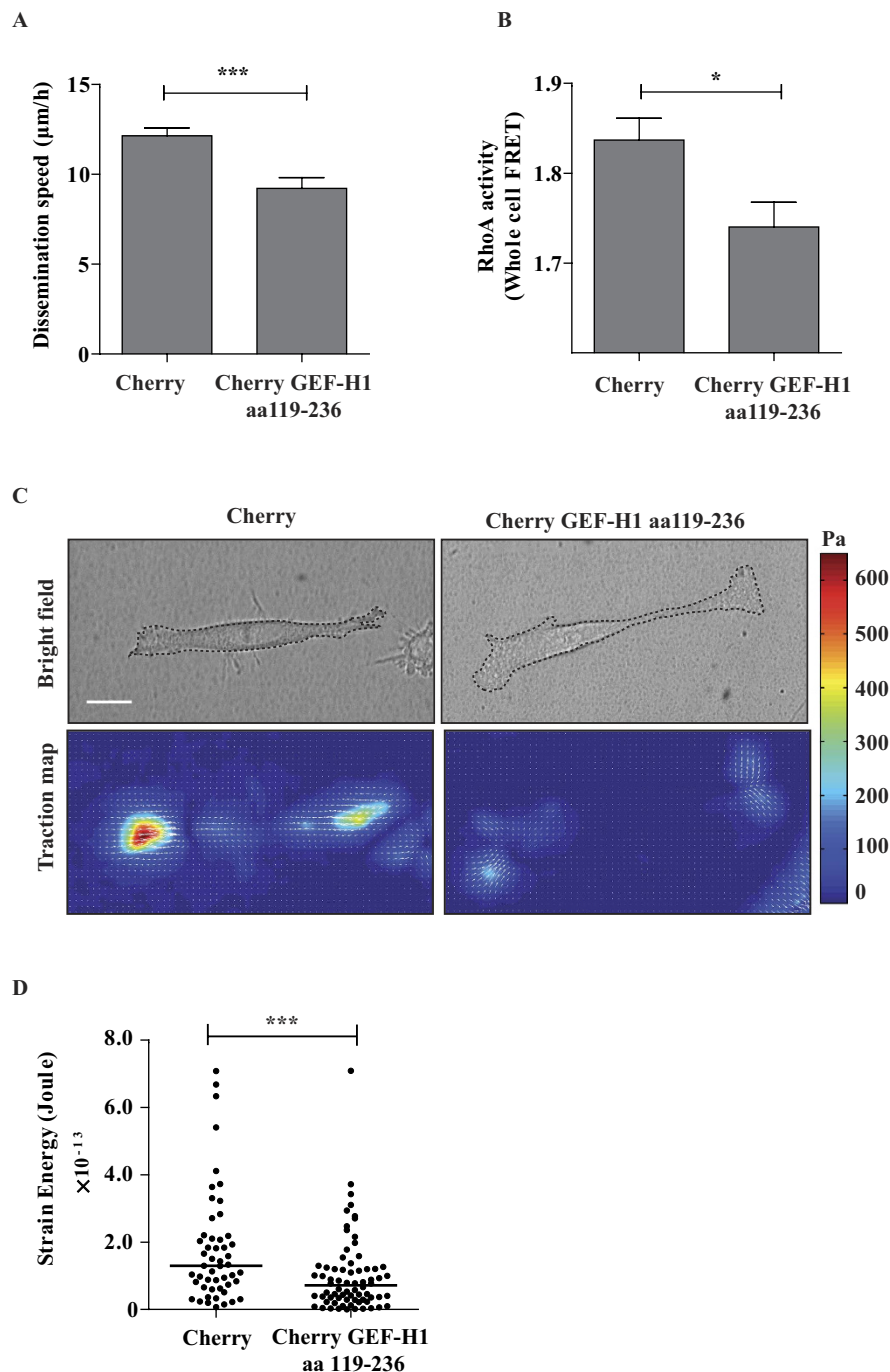 A
***
Dissemination speed (μm/h)
15
10
5
0
Cherry
Cherry GEF-H1
aa119-236
B
*
RhoA activity
(Whole cell FRET)
1.9
1.8
1.7
Cherry
Cherry GEF-H1
aa119-236
C
Cherry
Cherry GEF-H1 aa119-236
Bright field
Traction map
Pa
600
500
400
300
200
100
0
D
***
Strain Energy (Joule)
×10⁻¹³
8.0
6.0
4.0
2.0
0
Cherry
Cherry GEF-H1
aa 119-236